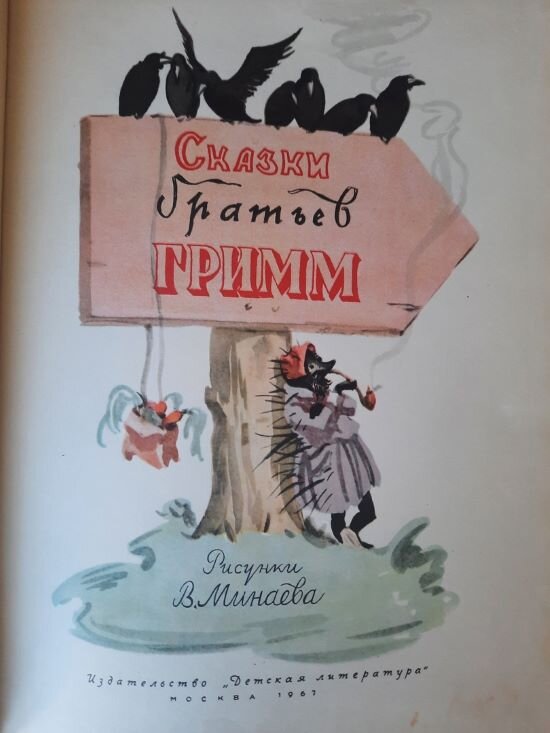 Сказки
братьев
ГРИММ
Рисунки
В. Минаева
Издательство „Детская литература“
МОСКВА 1967